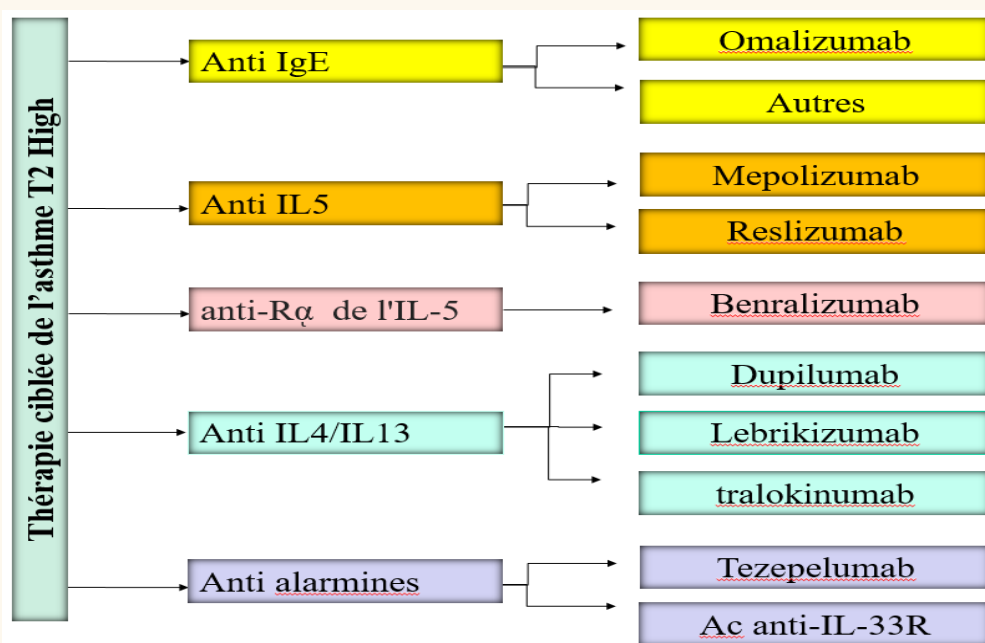 Thérapie ciblée de l'asthme T2 High
Anti IgE
Omalizumab
Autres
Anti IL5
Mepolizumab
Reslizumab
anti-Rα de l'IL-5
Benralizumab
Anti IL4/IL13
Dupilumab
Lebrikizumab
tralokinumab
Anti alarmines
Tezepelumab
Ac anti-IL-33R